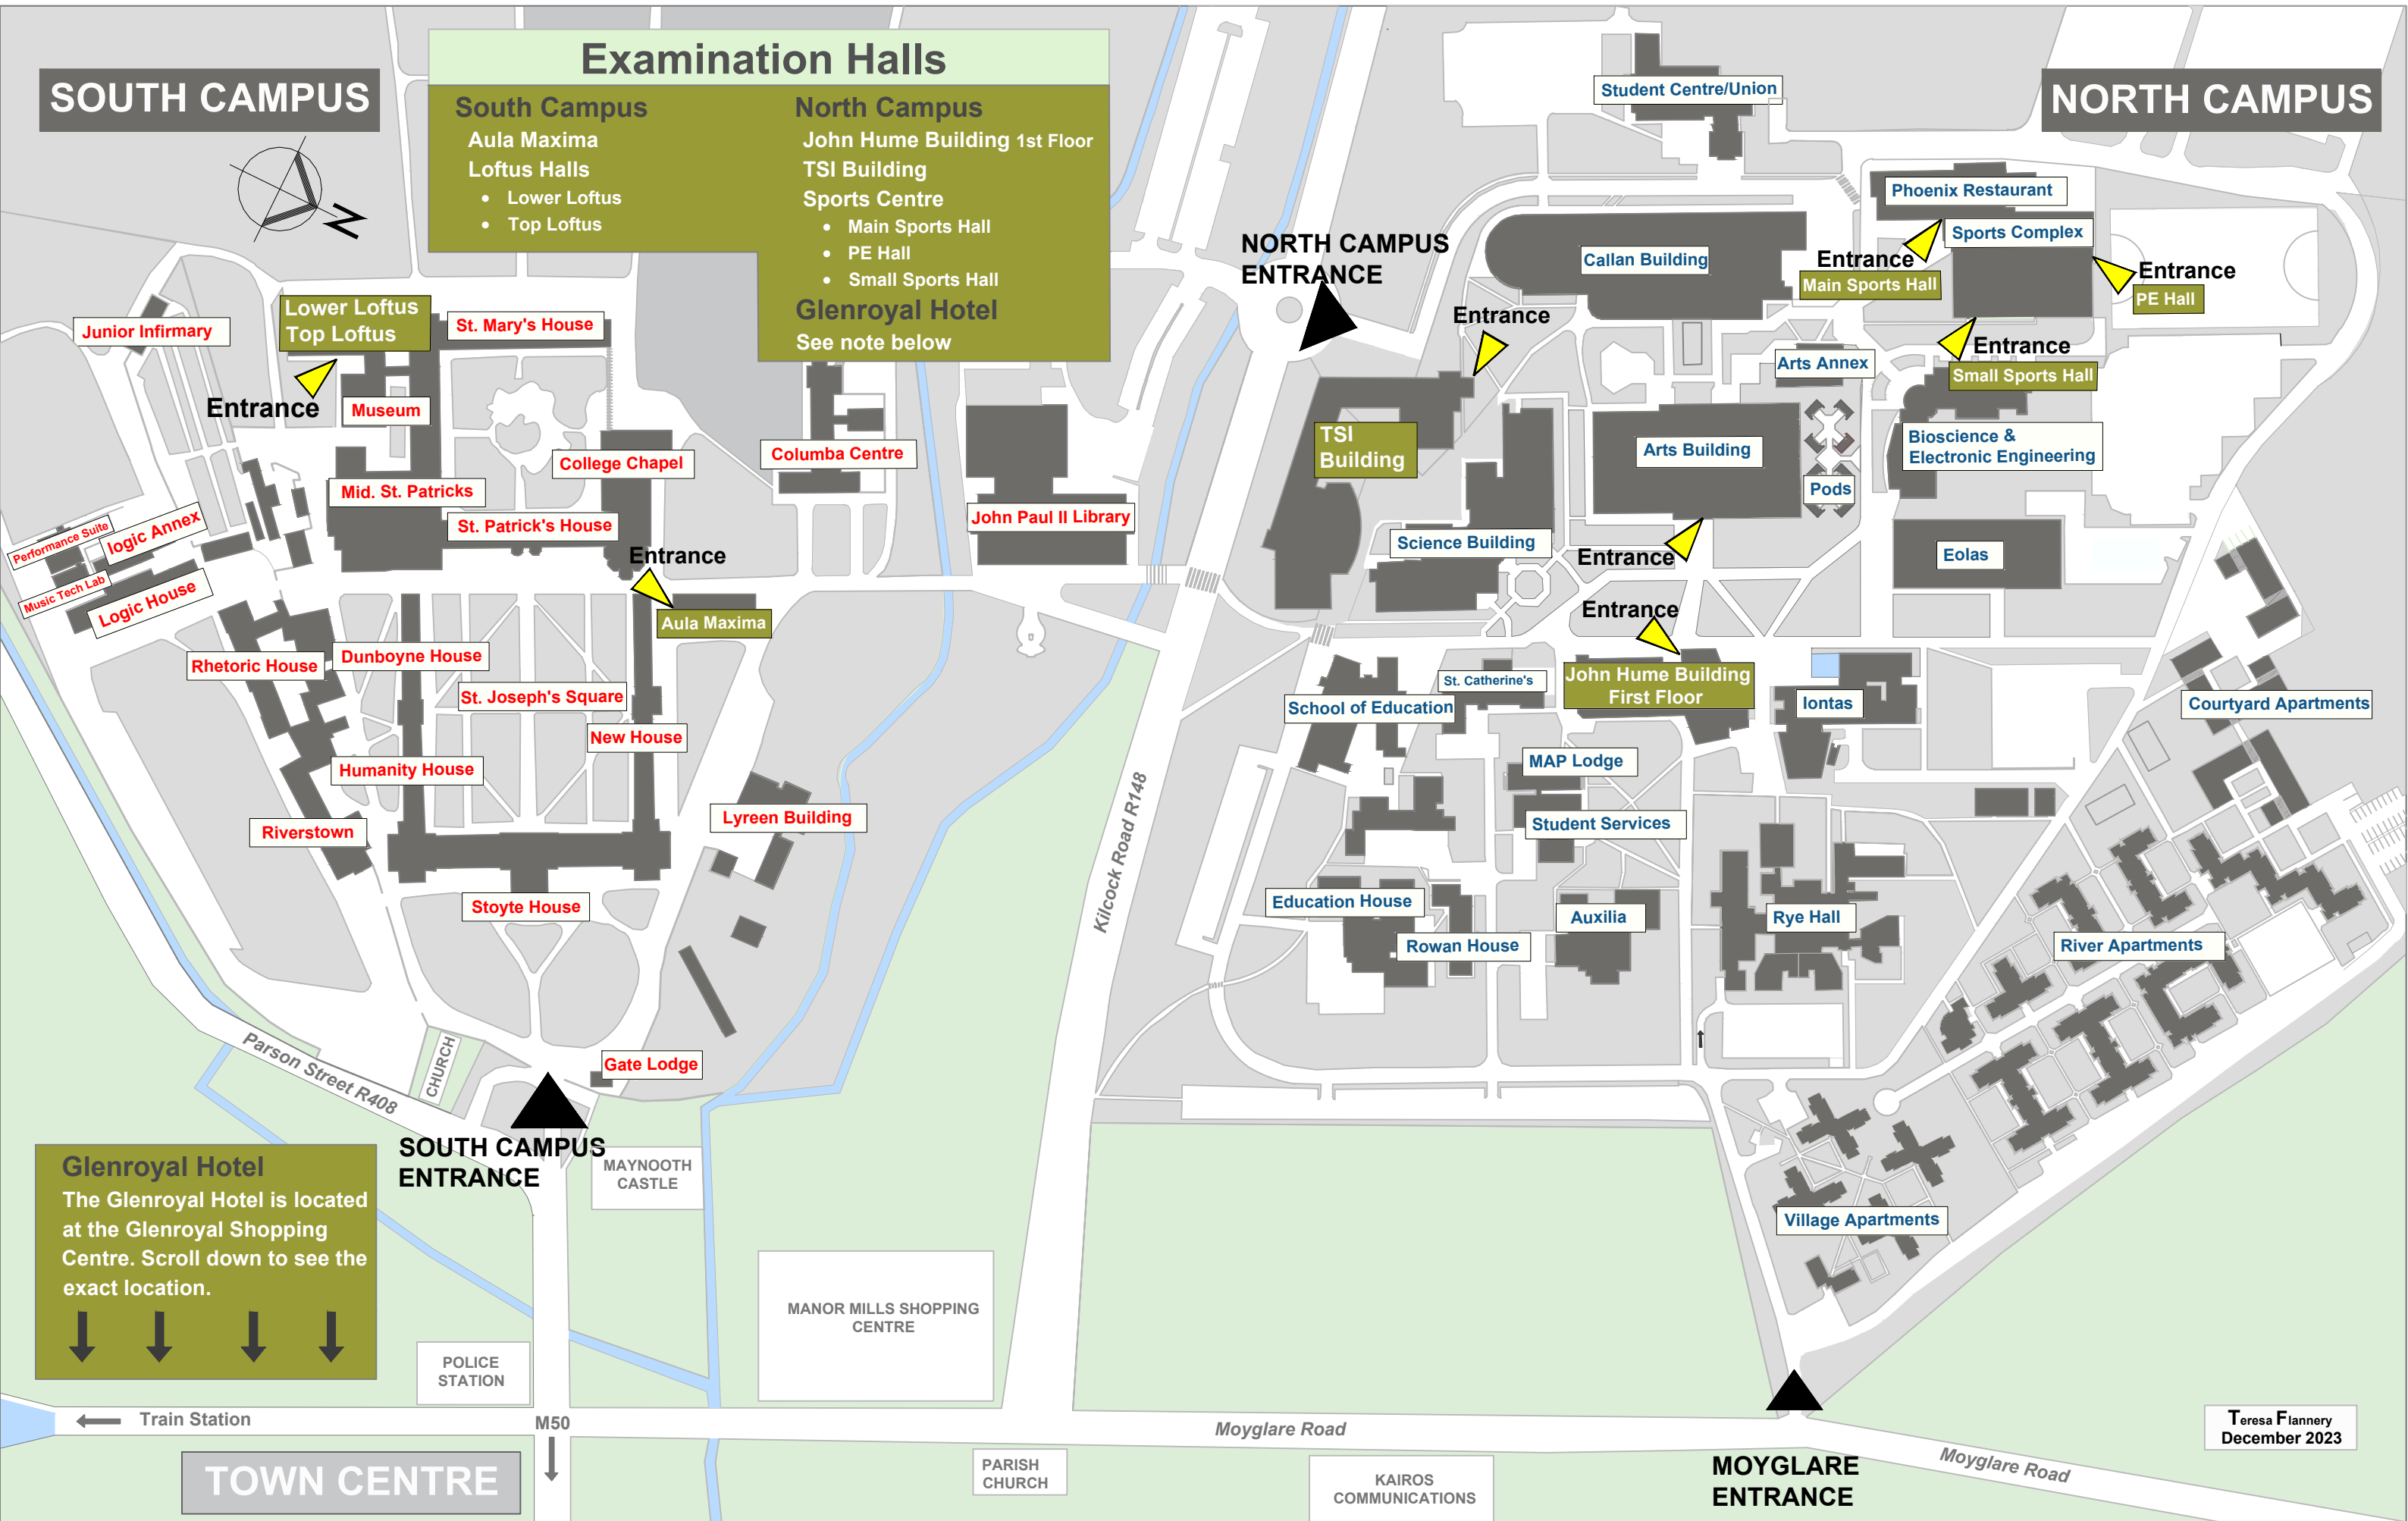 SOUTH CAMPUS
Examination Halls
South Campus
Aula Maxima
Loftus Halls
• Lower Loftus
• Top Loftus
North Campus
John Hume Building 1st Floor
TSI Building
Sports Centre
• Main Sports Hall
• PE Hall
• Small Sports Hall
Glenroyal Hotel
See note below
NORTH CAMPUS
N
Student Centre/Union
Phoenix Restaurant
Sports Complex
Callan Building
Entrance
Main Sports Hall
Entrance
PE Hall
NORTH CAMPUS
ENTRANCE
Entrance
Entrance
Small Sports Hall
Arts Annex
Junior Infirmary
Lower Loftus
Top Loftus
St. Mary's House
Entrance
Museum
College Chapel
Columba Centre
Mid. St. Patricks
St. Patrick's House
John Paul II Library
TSI
Building
Arts Building
Bioscience &
Electronic Engineering
Pods
Science Building
Entrance
Eolas
Performance Suite
logic Annex
Music Tech Lab
Logic House
Entrance
Aula Maxima
Entrance
John Hume Building
First Floor
Rhetoric House
Dunboyne House
St. Joseph's Square
New House
Humanity House
Riverstown
Lyreen Building
Stoyte House
School of Education
St. Catherine's
Iontas
Courtyard Apartments
MAP Lodge
Student Services
Kilcock Road R148
Education House
Rowan House
Auxilia
Rye Hall
River Apartments
Gate Lodge
Parson Street R408
CHURCH
SOUTH CAMPUS
ENTRANCE
MAYNOOTH
CASTLE
Village Apartments
Glenroyal Hotel
The Glenroyal Hotel is located
at the Glenroyal Shopping
Centre. Scroll down to see the
exact location.
MANOR MILLS SHOPPING
CENTRE
POLICE
STATION
Train Station
M50
Moyglare Road
Moyglare Road
TOWN CENTRE
PARISH
CHURCH
KAIROS
COMMUNICATIONS
MOYGLARE
ENTRANCE
Teresa Flannery
December 2023